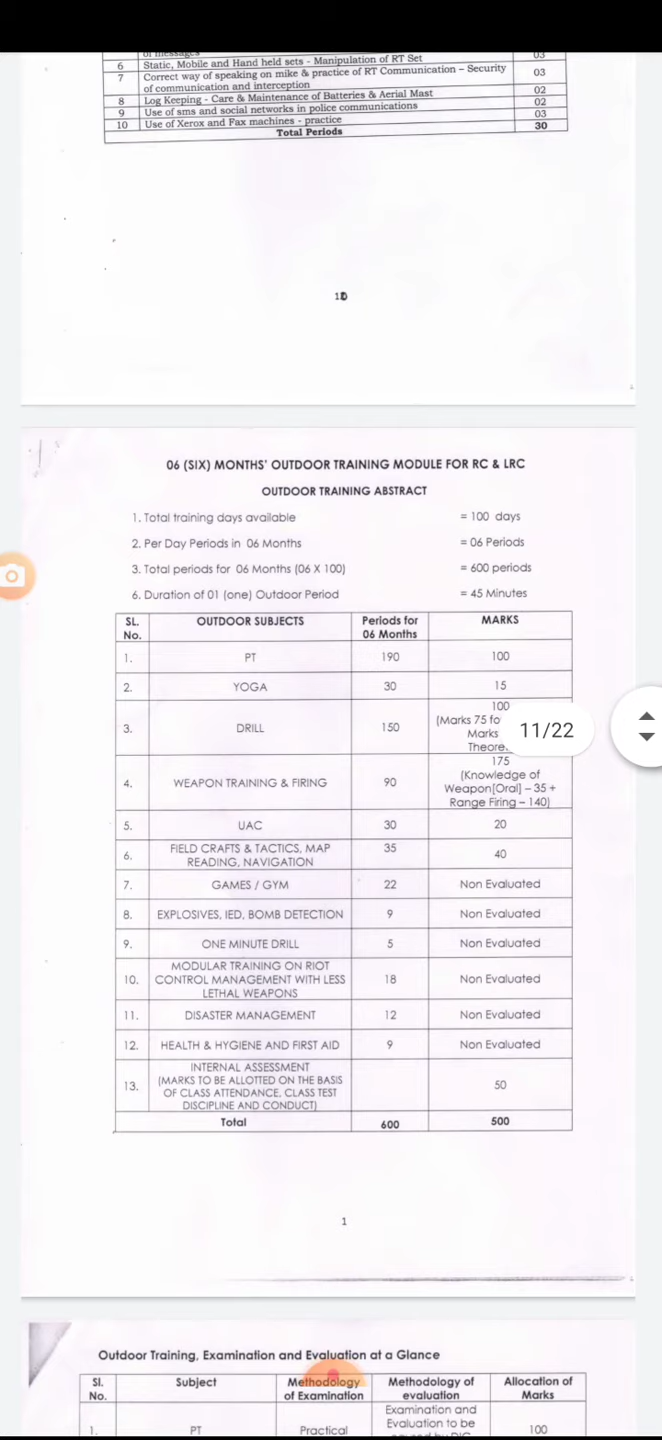 of messages 03
6 Static, Mobile and Hand held sets - Manipulation of RT Set
7 Correct way of speaking on mike & practice of RT Communication – Security 03
of communication and interception
8 Log Keeping - Care & Maintenance of Batteries & Aerial Mast 02
9 Use of sms and social networks in police communications 02
10 Use of Xerox and Fax machines - practice 03
Total Periods 30
10
06 (SIX) MONTHS' OUTDOOR TRAINING MODULE FOR RC & LRC
OUTDOOR TRAINING ABSTRACT
1. Total training days available = 100 days
2. Per Day Periods in 06 Months = 06 Periods
3. Total periods for 06 Months (06 X 100) = 600 periods
6. Duration of 01 (one) Outdoor Period = 45 Minutes
SL. OUTDOOR SUBJECTS Periods for MARKS
No. 06 Months
1. PT 190 100
2. YOGA 30 15
3. DRILL 150 100
(Marks 75 fo
Marks
Theore
11/22
4. WEAPON TRAINING & FIRING 90 175
(Knowledge of
Weapon[Oral] – 35 +
Range Firing – 140)
5. UAC 30 20
6. FIELD CRAFTS & TACTICS, MAP 35 40
READING, NAVIGATION
7. GAMES / GYM 22 Non Evaluated
8. EXPLOSIVES, IED, BOMB DETECTION 9 Non Evaluated
9. ONE MINUTE DRILL 5 Non Evaluated
MODULAR TRAINING ON RIOT
10. CONTROL MANAGEMENT WITH LESS 18 Non Evaluated
LETHAL WEAPONS
11. DISASTER MANAGEMENT 12 Non Evaluated
12. HEALTH & HYGIENE AND FIRST AID 9 Non Evaluated
INTERNAL ASSESSMENT
13. (MARKS TO BE ALLOTED ON THE BASIS 50
OF CLASS ATTENDANCE, CLASS TEST
DISCIPLINE AND CONDUCT)
Total 600 500
1
Outdoor Training, Examination and Evaluation at a Glance
Sl. Subject Methodology Methodology of Allocation of
No. of Examination evaluation Marks
Examination and
1. PT Practical Evaluation to be 100